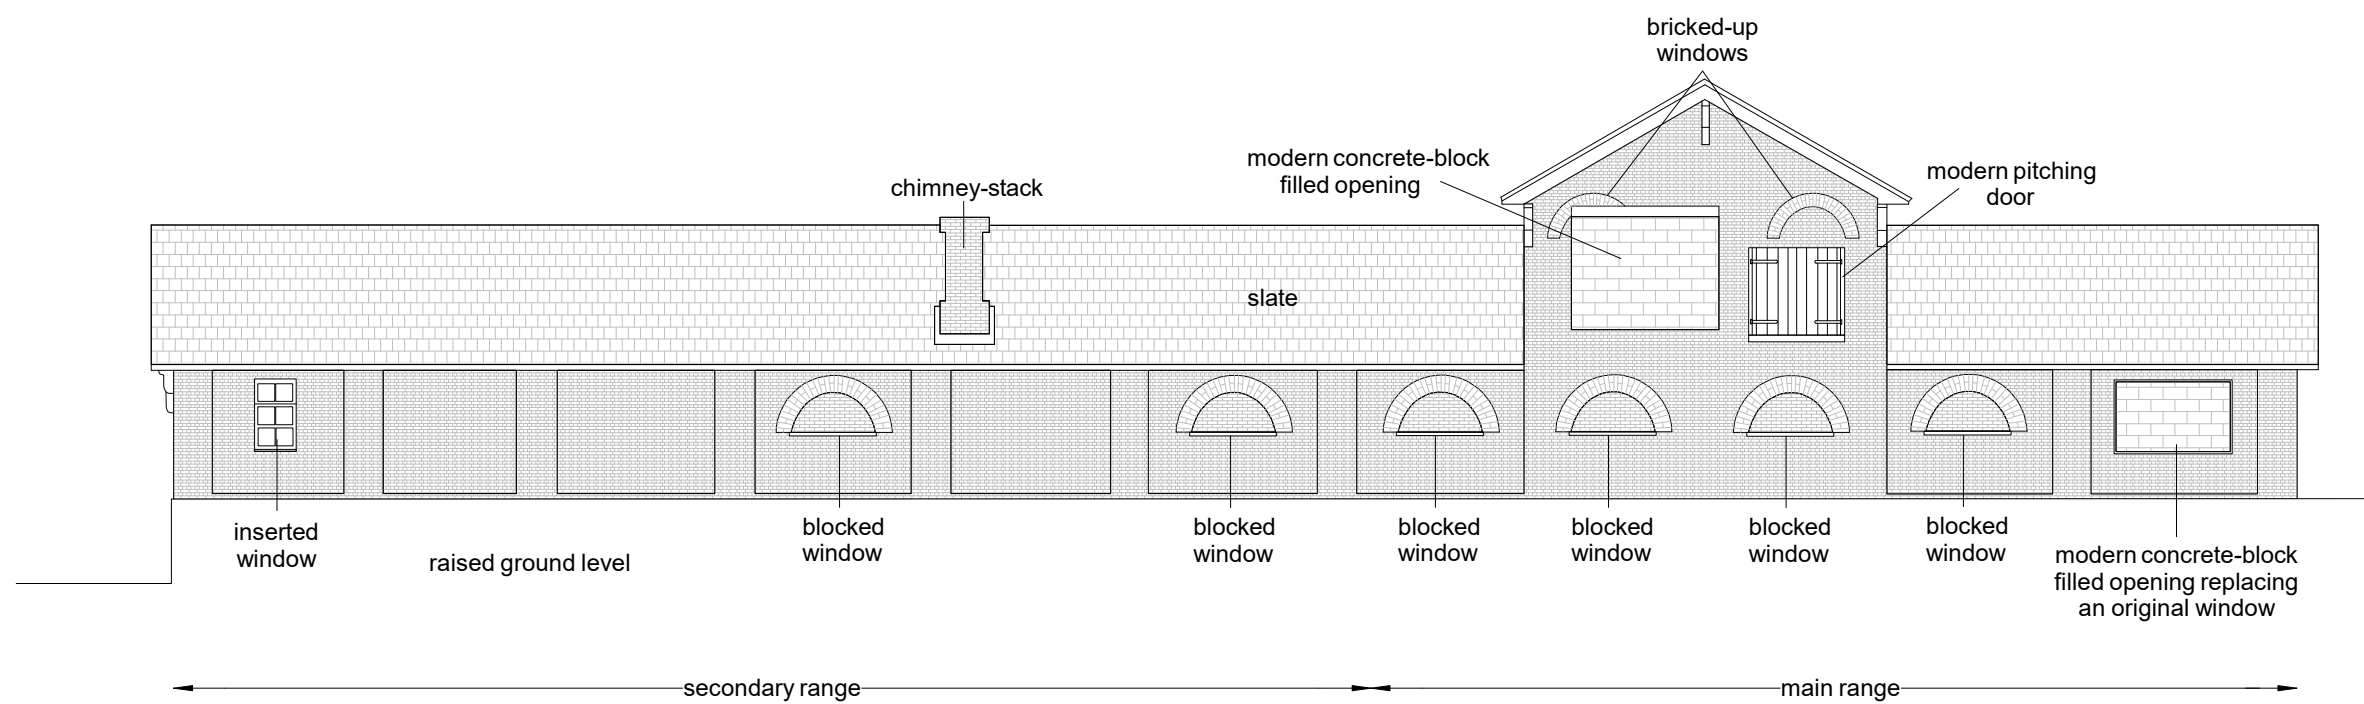 bricked-up
windows
modern concrete-block
filled opening
modern pitching
door
chimney-stack
slate
inserted
window
raised ground level
blocked
window
blocked
window
blocked
window
blocked
window
blocked
window
blocked
window
modern concrete-block
filled opening replacing
an original window
secondary range
main range